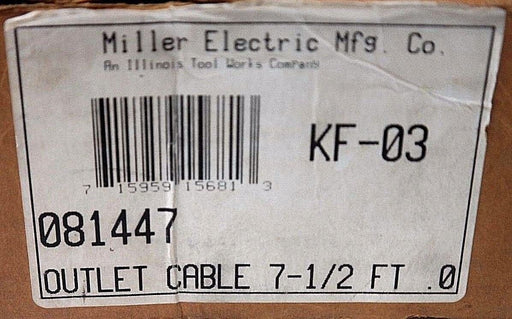 Miller Electric Mfg. Co.
An Illinois Tool Works Company
KF-03
7 15959 15681 3
081447
OUTLET CABLE 7-1/2 FT .0